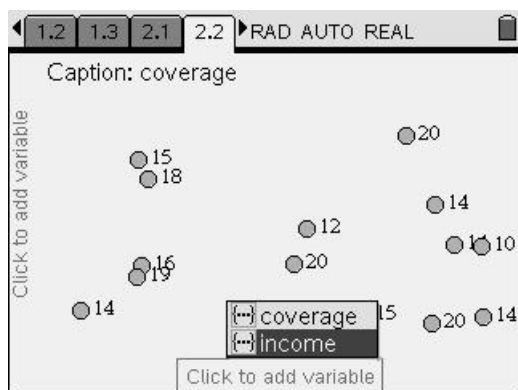 1.2 1.3 2.1 2.2 RAD AUTO REAL
Caption: coverage
Click to add variable
20
15
18
14
12
10
16
20
19
14
15
20
14
coverage
income
Click to add variable